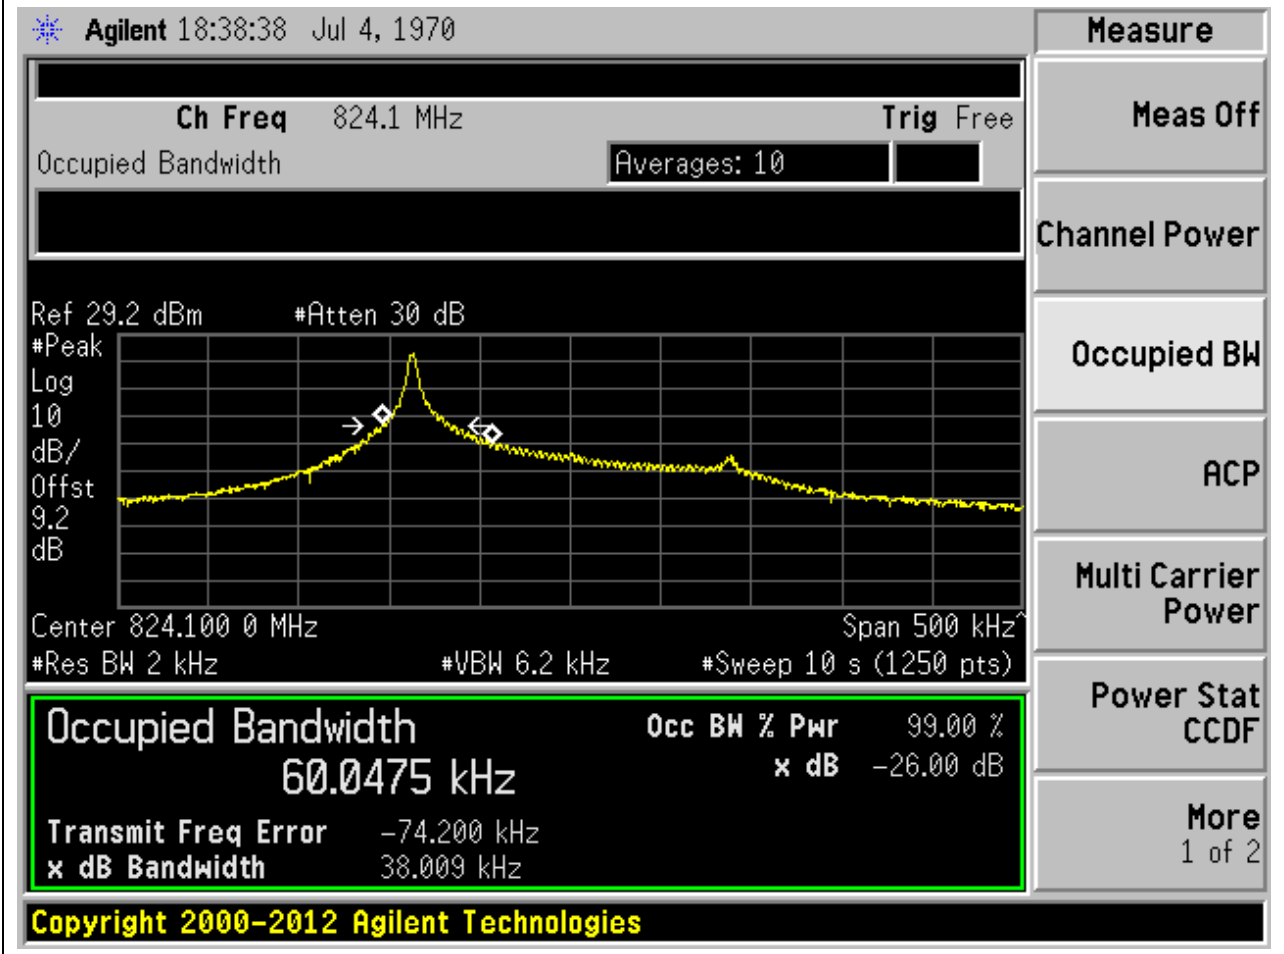 Agilent 18:38:38 Jul 4, 1970
Measure
Ch Freq 824.1 MHz Trig Free
Occupied Bandwidth Averages: 10
Meas Off
Channel Power
Occupied BW
ACP
Multi Carrier
Power
Power Stat
CCDF
More
1 of 2
Ref 29.2 dBm #Atten 30 dB
#Peak
Log
10
dB/
Offst
9.2
dB
Center 824.100 0 MHz Span 500 kHz^
#Res BW 2 kHz #VBW 6.2 kHz #Sweep 10 s (1250 pts)
Occupied Bandwidth Occ BW % Pwr 99.00 %
60.0475 kHz x dB -26.00 dB
Transmit Freq Error -74.200 kHz
x dB Bandwidth 38.009 kHz
Copyright 2000-2012 Agilent Technologies